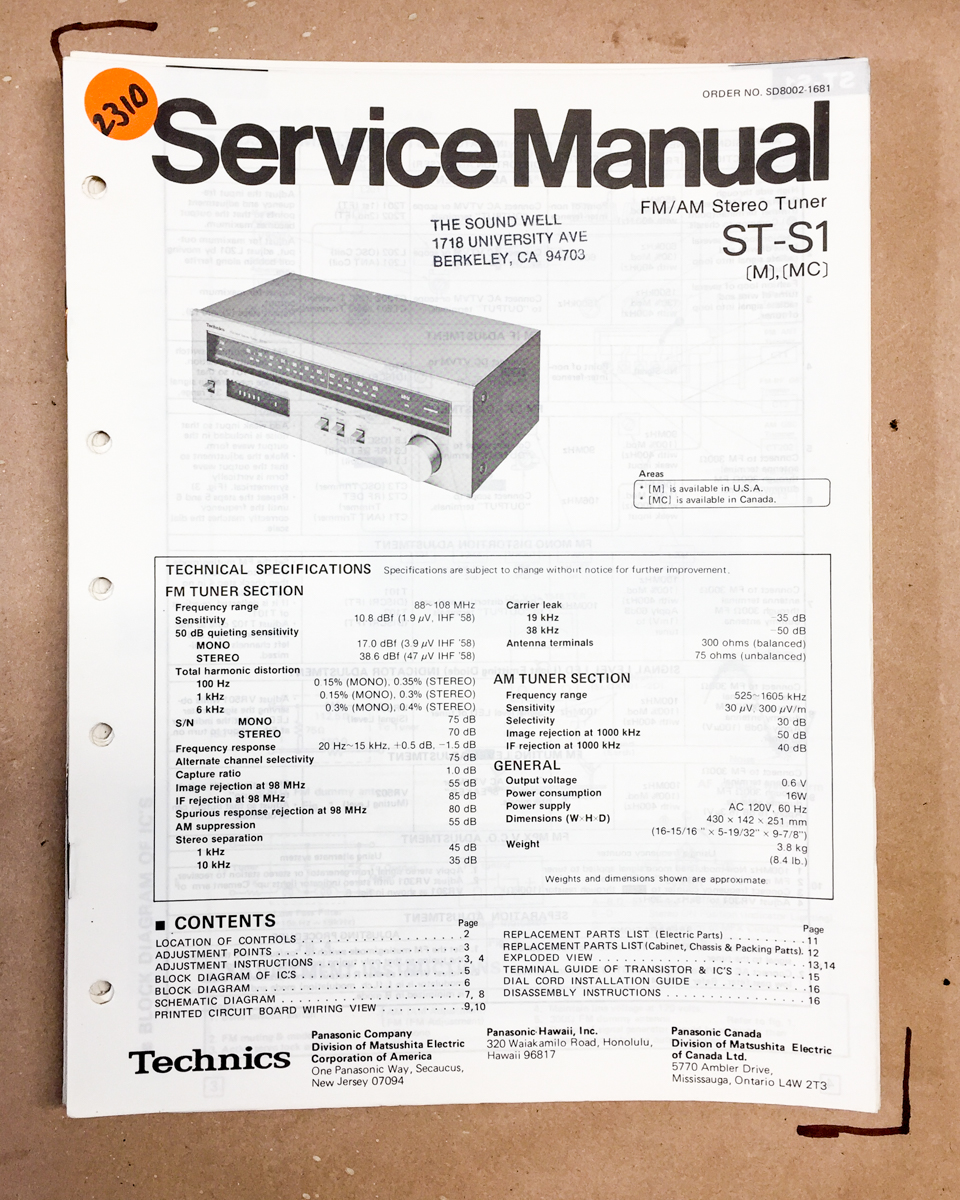 2310
ORDER NO. SD8002-1681
Service Manual
FM/AM Stereo Tuner
ST-S1
[M], [MC]
THE SOUND WELL
1718 UNIVERSITY AVE
BERKELEY, CA 94703
Technics
Areas
* [M] is available in U.S.A.
* [MC] is available in Canada.
TECHNICAL SPECIFICATIONS Specifications are subject to change without notice for further improvement.
FM TUNER SECTION
Frequency range 88~108 MHz
Sensitivity 10.8 dBf (1.9 μV, IHF '58)
50 dB quieting sensitivity
MONO 17.0 dBf (3.9 μV IHF '58)
STEREO 38.6 dBf (47 μV IHF '58)
Total harmonic distortion
100 Hz 0.15% (MONO), 0.35% (STEREO)
1 kHz 0.15% (MONO), 0.3% (STEREO)
6 kHz 0.3% (MONO), 0.4% (STEREO)
S/N MONO 75 dB
STEREO 70 dB
Frequency response 20 Hz~15 kHz, +0.5 dB, −1.5 dB
Alternate channel selectivity 75 dB
Capture ratio 1.0 dB
Image rejection at 98 MHz 55 dB
IF rejection at 98 MHz 85 dB
Spurious response rejection at 98 MHz 80 dB
AM suppression 55 dB
Stereo separation
1 kHz 45 dB
10 kHz 35 dB
Carrier leak
19 kHz −35 dB
38 kHz −50 dB
Antenna terminals 300 ohms (balanced)
75 ohms (unbalanced)
AM TUNER SECTION
Frequency range 525~1605 kHz
Sensitivity 30 μV, 300 μV/m
Selectivity 30 dB
Image rejection at 1000 kHz 50 dB
IF rejection at 1000 kHz 40 dB
GENERAL
Output voltage 0.6 V
Power consumption 16W
Power supply AC 120V, 60 Hz
Dimensions (W×H×D) 430 × 142 × 251 mm
(16-15/16 " × 5-19/32" × 9-7/8")
Weight 3.8 kg
(8.4 lb.)
Weights and dimensions shown are approximate.
■ CONTENTS
Page
LOCATION OF CONTROLS . . . . . . . . . . . . . . . . . . . . 2
ADJUSTMENT POINTS . . . . . . . . . . . . . . . . . . . . 3
ADJUSTMENT INSTRUCTIONS . . . . . . . . . . . . . . . . 3, 4
BLOCK DIAGRAM OF IC'S . . . . . . . . . . . . . . . . . . . 5
BLOCK DIAGRAM . . . . . . . . . . . . . . . . . . . . . . . 6
SCHEMATIC DIAGRAM . . . . . . . . . . . . . . . . . . . . 7, 8
PRINTED CIRCUIT BOARD WIRING VIEW . . . . . . . . . . 9,10
Page
REPLACEMENT PARTS LIST (Electric Parts) . . . . . . . . . . 11
REPLACEMENT PARTS LIST (Cabinet, Chassis & Packing Parts). 12
EXPLODED VIEW . . . . . . . . . . . . . . . . . . . . . . 13,14
TERMINAL GUIDE OF TRANSISTOR & IC'S . . . . . . . . 15
DIAL CORD INSTALLATION GUIDE . . . . . . . . . . . . . 16
DISASSEMBLY INSTRUCTIONS . . . . . . . . . . . . . . . . 16
Technics
Panasonic Company
Division of Matsushita Electric
Corporation of America
One Panasonic Way, Secaucus,
New Jersey 07094
Panasonic Hawaii, Inc.
320 Waiakamilo Road, Honolulu,
Hawaii 96817
Panasonic Canada
Division of Matsushita Electric
of Canada Ltd.
5770 Ambler Drive,
Mississauga, Ontario L4W 2T3